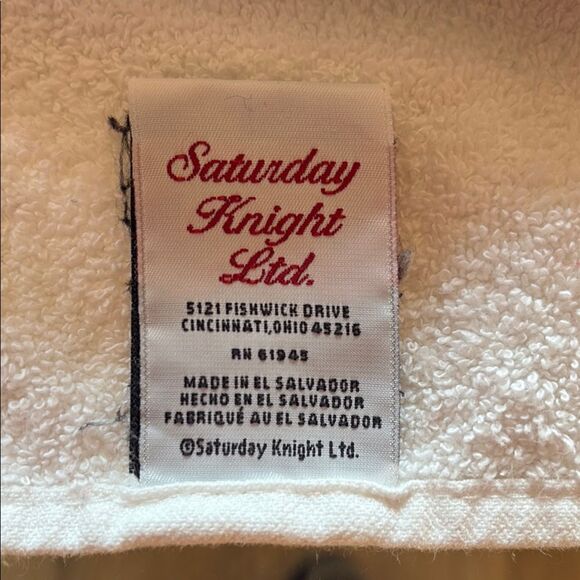 Saturday
Knight
Ltd.
5121 FISHWICK DRIVE
CINCINNATI,OHIO 45216
RN 61945
MADE IN EL SALVADOR
HECHO EN EL SALVADOR
FABRIQUÉ AU EL SALVADOR
©Saturday Knight Ltd.